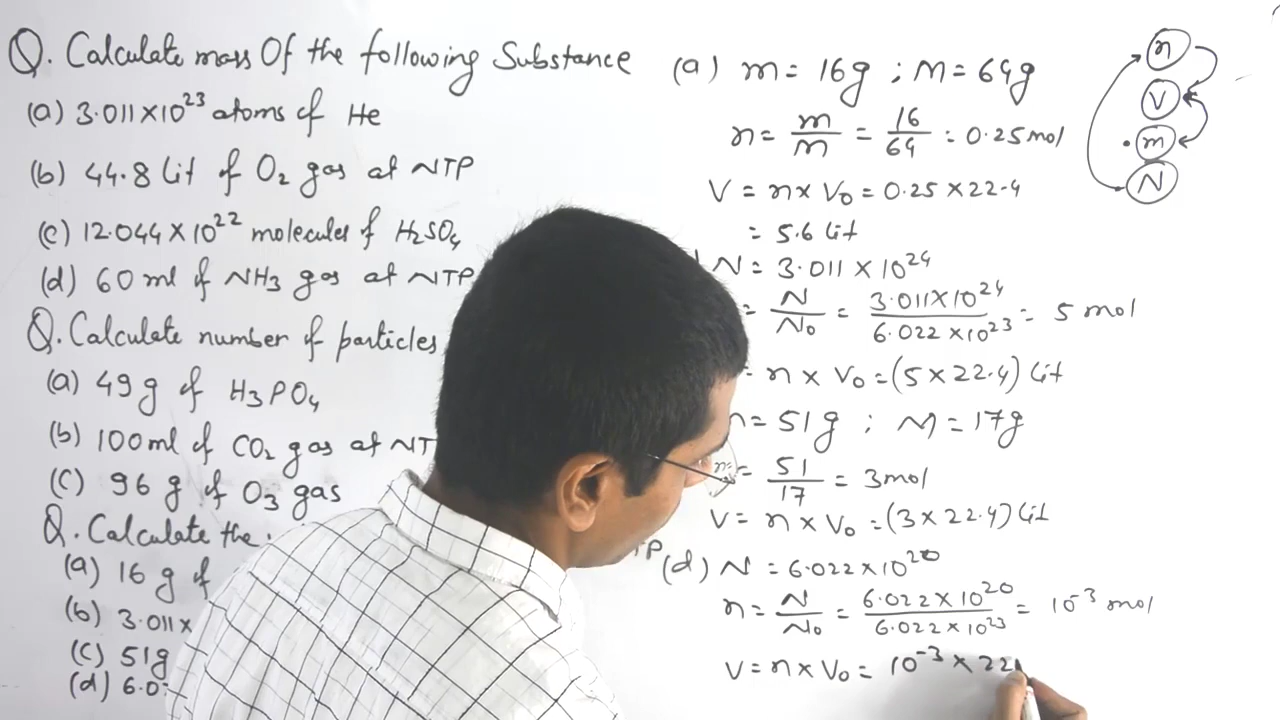 Q. Calculate mass Of the following Substance
(a) 3.011×10²³ atoms of He
(b) 44.8 Lit of O₂ gas at NTP
(c) 12.044×10²² molecules of H₂SO₄
(d) 60 ml of NH₃ gas at NTP
Q. Calculate number of particles
(a) 49g of H₃PO₄
(b) 100ml of CO₂ gas at NT
(c) 96 g of O₃ gas
Q. Calculate the
(a) 16 g of
(b) 3.011×
(c) 51g
(d) 6.0
TP
(a) m = 16g ; M = 64g
n = m/M = 16/64 = 0.25 mol
V = n × V₀ = 0.25 × 22.4
= 5.6 Lit
N = 3.011 × 10²⁴
= N/N₀ = 3.011×10²⁴/6.022×10²³ = 5 mol
= n × V₀ = (5 × 22.4) Lit
= 51g ; M = 17g
= 51/17 = 3 mol
V = n × V₀ = (3 × 22.4) Lit
(d) N = 6.022×10²⁰
n = N/N₀ = 6.022×10²⁰/6.022×10²³ = 10⁻³ mol
V = n × V₀ = 10⁻³ × 22
n
V
m
N